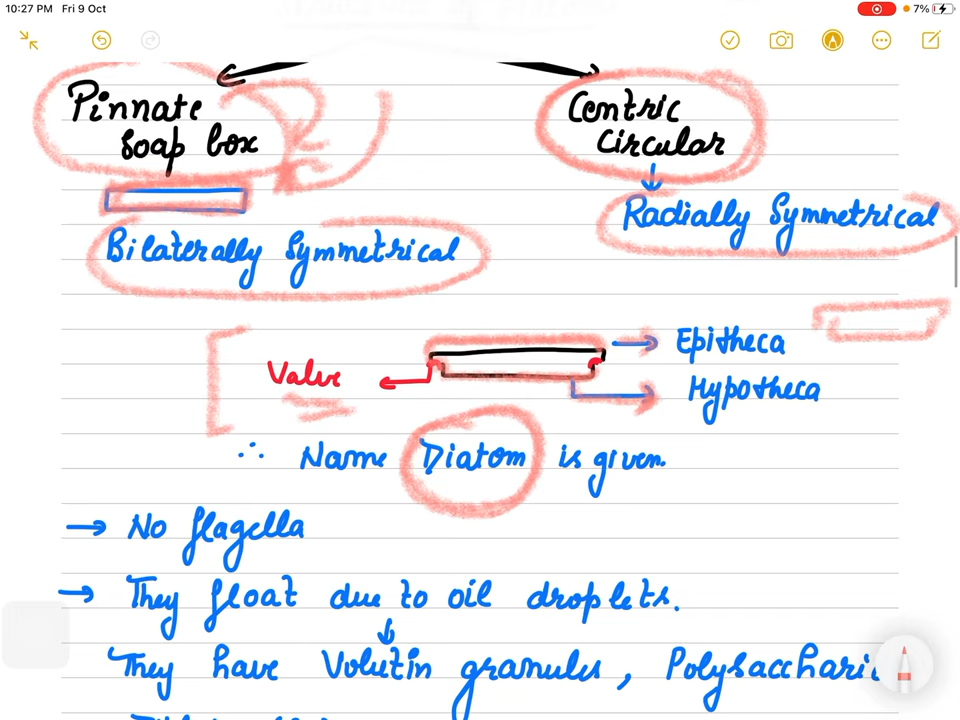 10:27 PM Fri 9 Oct
7%
Pinnate
Soap box
Centric
Circular
Radially Symmetrical
Bilaterally Symmetrical
Epitheca
Valve
Hypotheca
∴ Name Diatom is given.
→ No flagella
→ They float due to oil droplets.
They have Volutin granules, Polysacchari